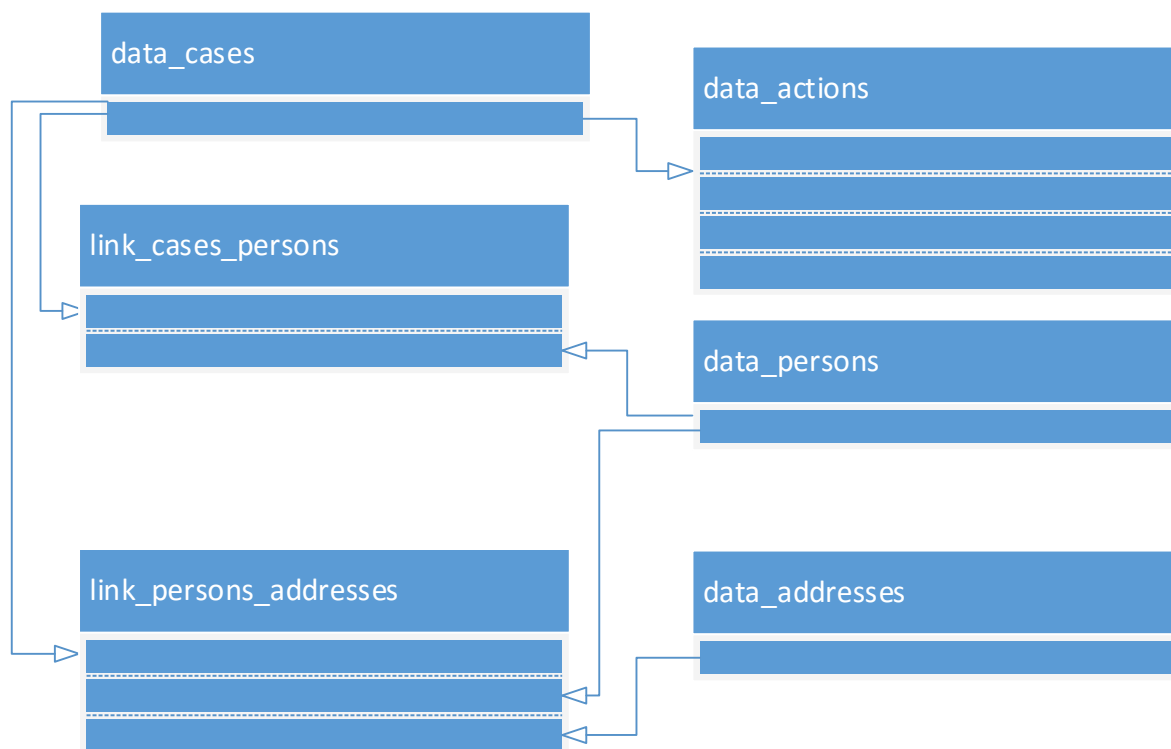 data_cases
data_actions
link_cases_persons
data_persons
link_persons_addresses
data_addresses